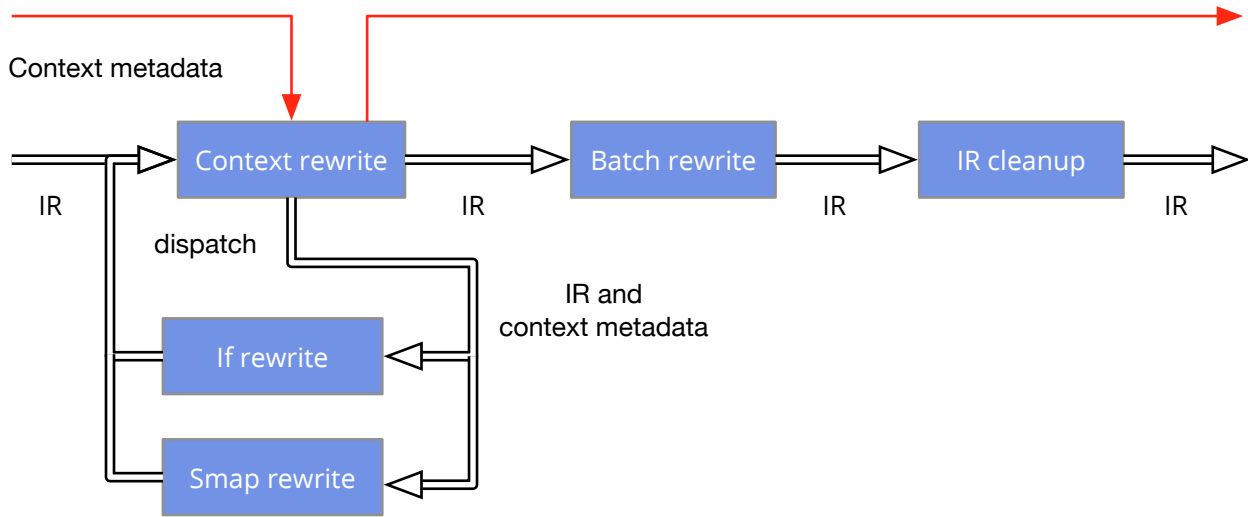 Context metadata
Context rewrite
Batch rewrite
IR cleanup
IR
IR
IR
IR
dispatch
IR and
context metadata
If rewrite
Smap rewrite